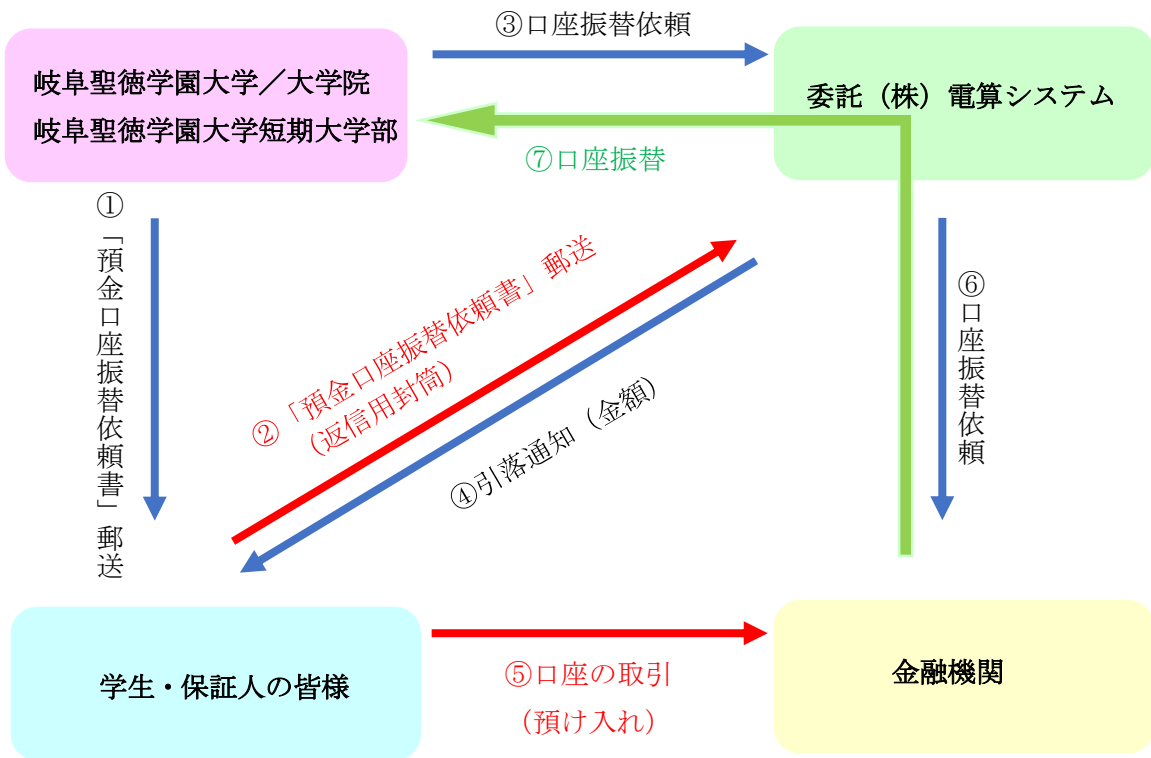 ③口座振替依頼
岐阜聖徳学園大学／大学院
岐阜聖徳学園大学短期大学部
委託（株）電算システム
⑦口座振替
①「預金口座振替依頼書」郵送
②「預金口座振替依頼書」郵送
（返信用封筒）
④引落通知（金額）
⑥口座振替依頼
学生・保証人の皆様
⑤口座の取引
（預け入れ）
金融機関